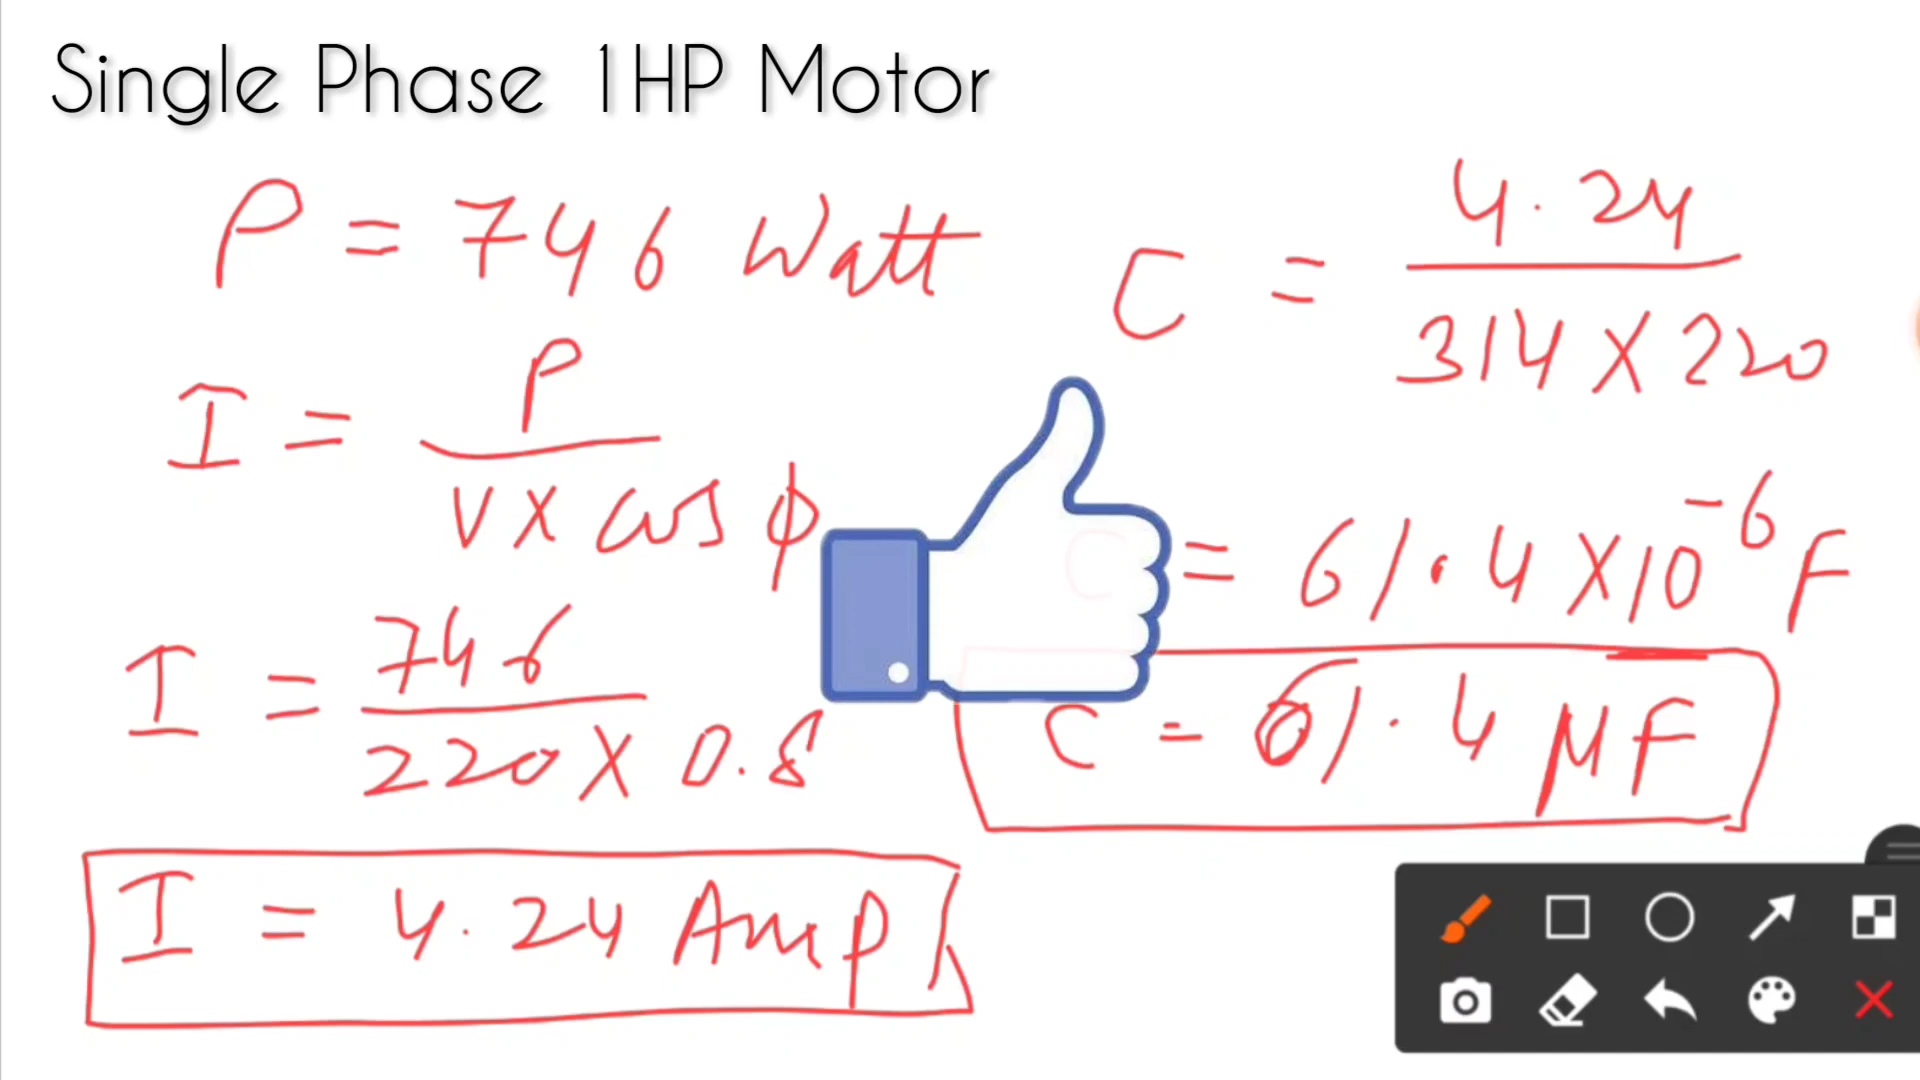 Single Phase 1HP Motor
P = 746 Watt
I = P / V X cos ϕ
I = 746 / 220 X 0.8
I = 4.24 Amp
C = 4.24 / 314 X 220
C = 61.4 X 10⁻⁶ F
C = 61.4 μF